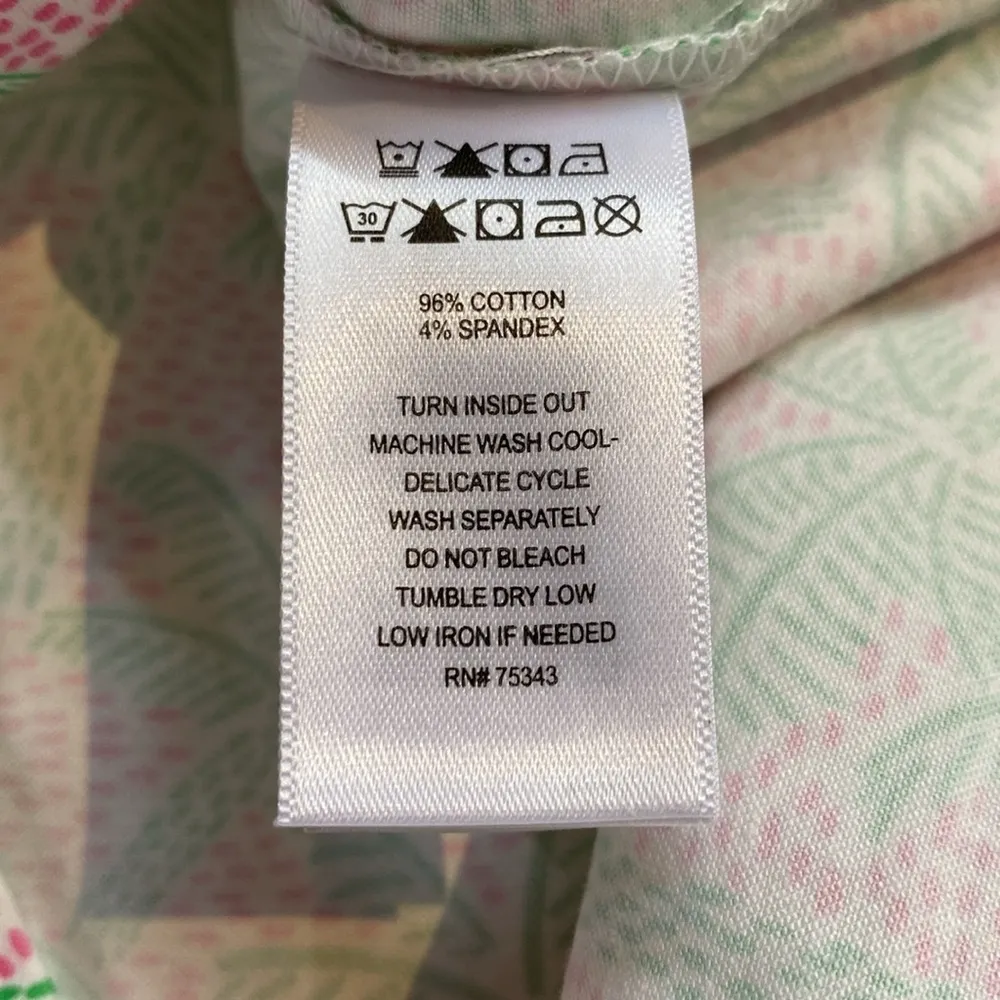 30
96% COTTON
4% SPANDEX
TURN INSIDE OUT
MACHINE WASH COOL-
DELICATE CYCLE
WASH SEPARATELY
DO NOT BLEACH
TUMBLE DRY LOW
LOW IRON IF NEEDED
RN# 75343